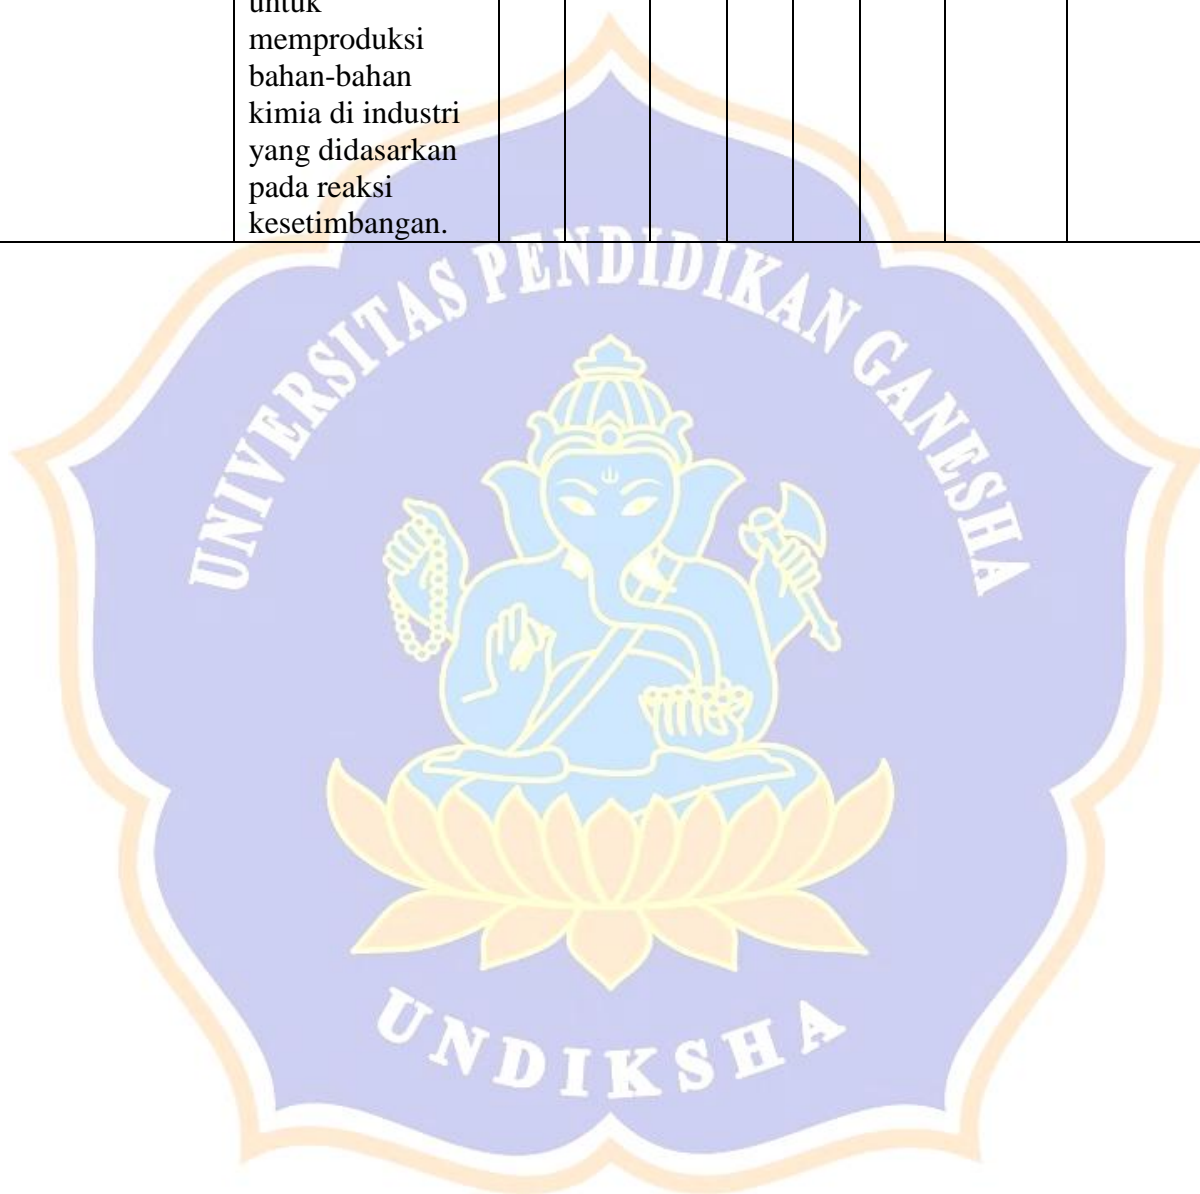 untuk
memproduksi
bahan-bahan
kimia di industri
yang didasarkan
pada reaksi
kesetimbangan.
UNIVERSITAS PENDIDIKAN GANESHA
UNDIKSHA